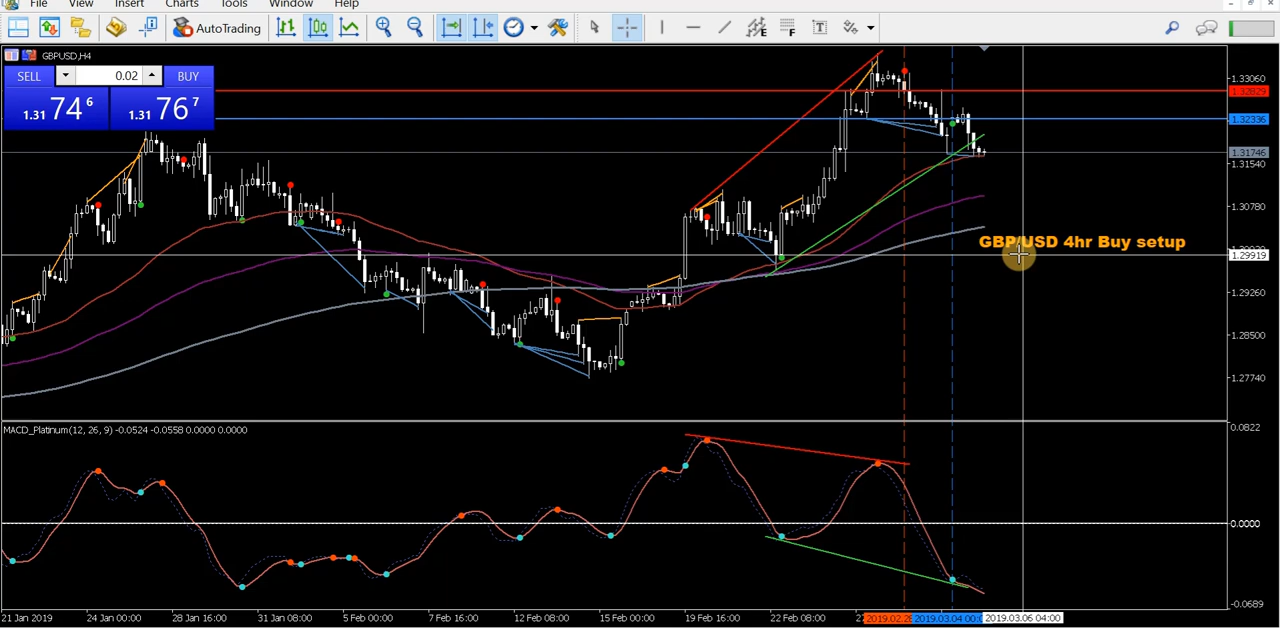 File View Insert Charts Tools Window Help
AutoTrading
GBPUSD,H4
SELL 0.02 BUY
1.31 74 6 1.31 76 7
1.33060
1.32829
1.32336
1.31746
1.31540
1.30780
GBP/USD 4hr Buy setup
1.29919
1.29260
1.28500
1.27740
MACD_Platinum(12, 26, 9) -0.0524 -0.0558 0.0000 0.0000
0.0822
0.0000
-0.0689
21 Jan 2019 24 Jan 00:00 28 Jan 16:00 31 Jan 08:00 5 Feb 00:00 7 Feb 16:00 12 Feb 08:00 15 Feb 00:00 19 Feb 16:00 22 Feb 08:00 2019.03.06 04:00